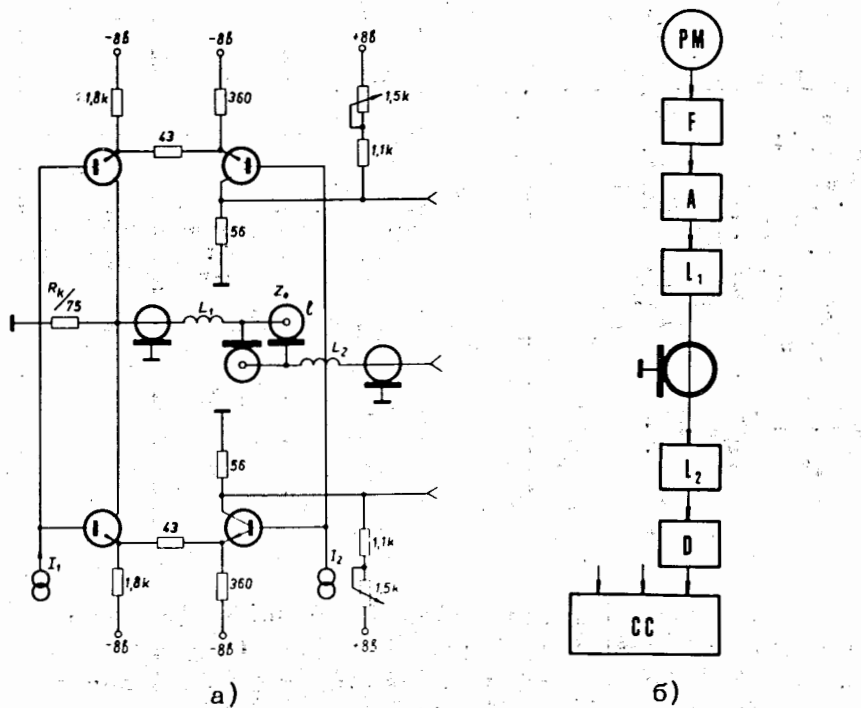 -8в -8в +8в
1,8k 360 1,5k
43 1,1k
56
Rк/75 L₁ Z₀ l
L₂
56
43 1,1k
I₁ 1,8k 360 I₂ 1,5k
-8в -8в +8в
а)
PM
F
A
L₁
L₂
D
CC
б)